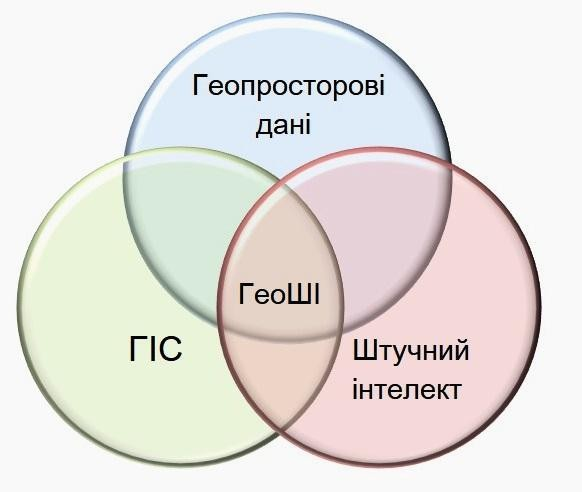 Геопросторові
дані
ГеоШІ
ГІС
Штучний
інтелект